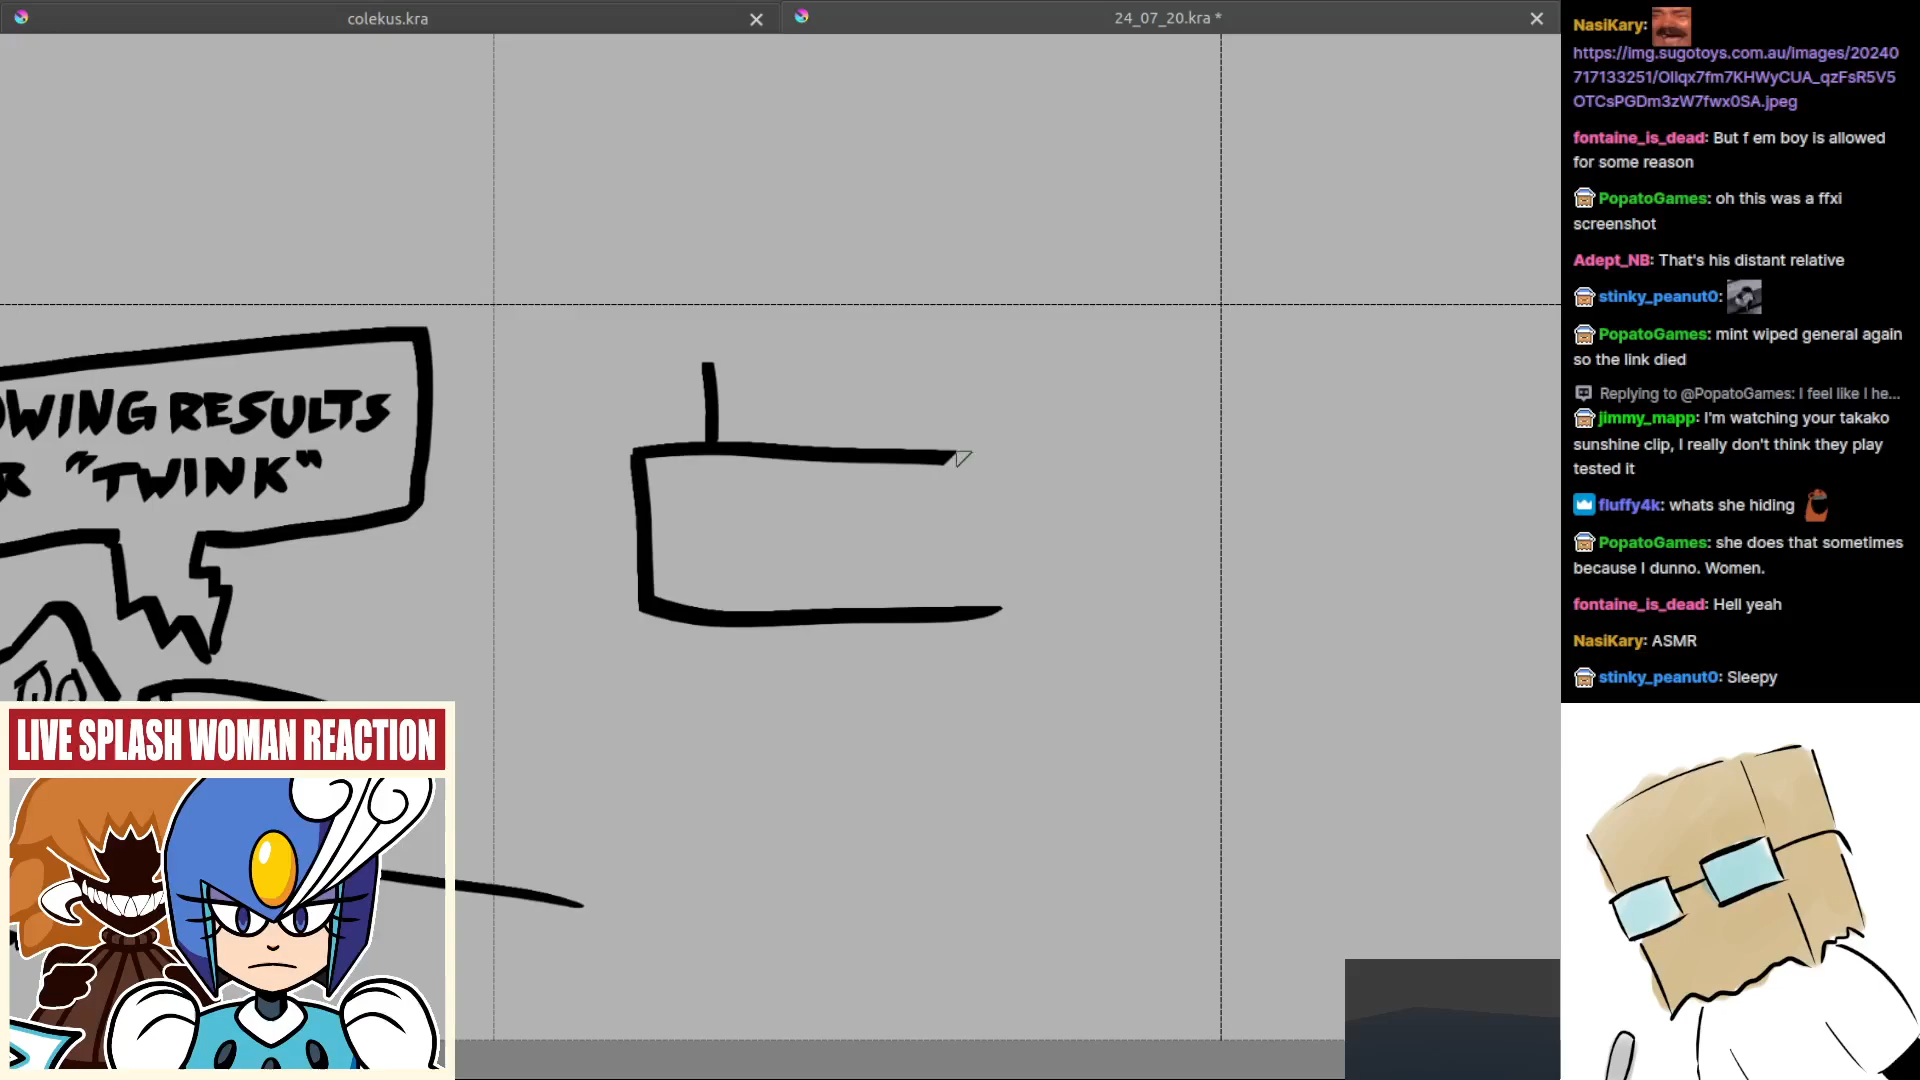 colekus.kra
24_07_20.kra *
OWING RESULTS
R "TWINK"
LIVE SPLASH WOMAN REACTION
NasiKary:
https://img.sugotoys.com.au/images/20240
717133251/OIlqx7fm7KHWyCUA_qzFsR5V5
OTCsPGDm3zW7fwx0SA.jpeg
fontaine_is_dead: But f em boy is allowed
for some reason
PopatoGames: oh this was a ffxi
screenshot
Adept_NB: That's his distant relative
stinky_peanut0:
PopatoGames: mint wiped general again
so the link died
Replying to @PopatoGames: I feel like I he...
jimmy_mapp: I'm watching your takako
sunshine clip, I really don't think they play
tested it
fluffy4k: whats she hiding
PopatoGames: she does that sometimes
because I dunno. Women.
fontaine_is_dead: Hell yeah
NasiKary: ASMR
stinky_peanut0: Sleepy